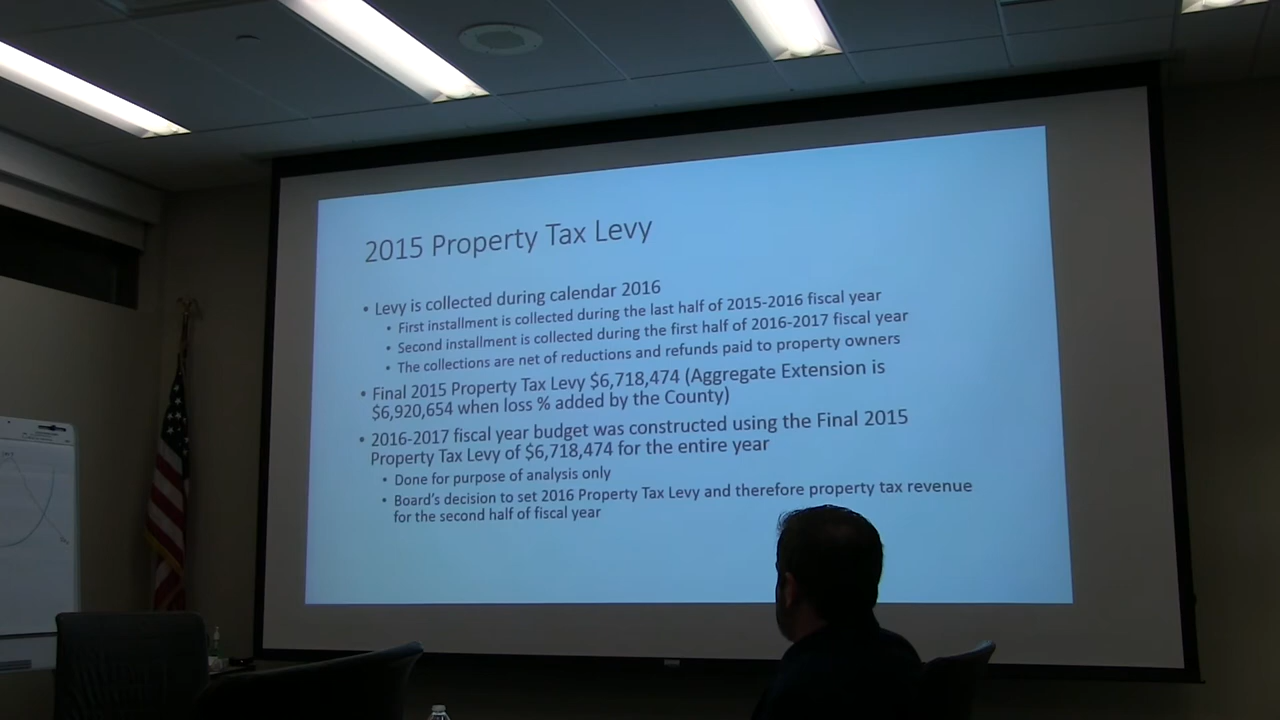 2015 Property Tax Levy
• Levy is collected during calendar 2016
• First installment is collected during the last half of 2015-2016 fiscal year
• Second installment is collected during the first half of 2016-2017 fiscal year
• The collections are net of reductions and refunds paid to property owners
• Final 2015 Property Tax Levy $6,718,474 (Aggregate Extension is
$6,920,654 when loss % added by the County)
• 2016-2017 fiscal year budget was constructed using the Final 2015
Property Tax Levy of $6,718,474 for the entire year
• Done for purpose of analysis only
• Board's decision to set 2016 Property Tax Levy and therefore property tax revenue
for the second half of fiscal year